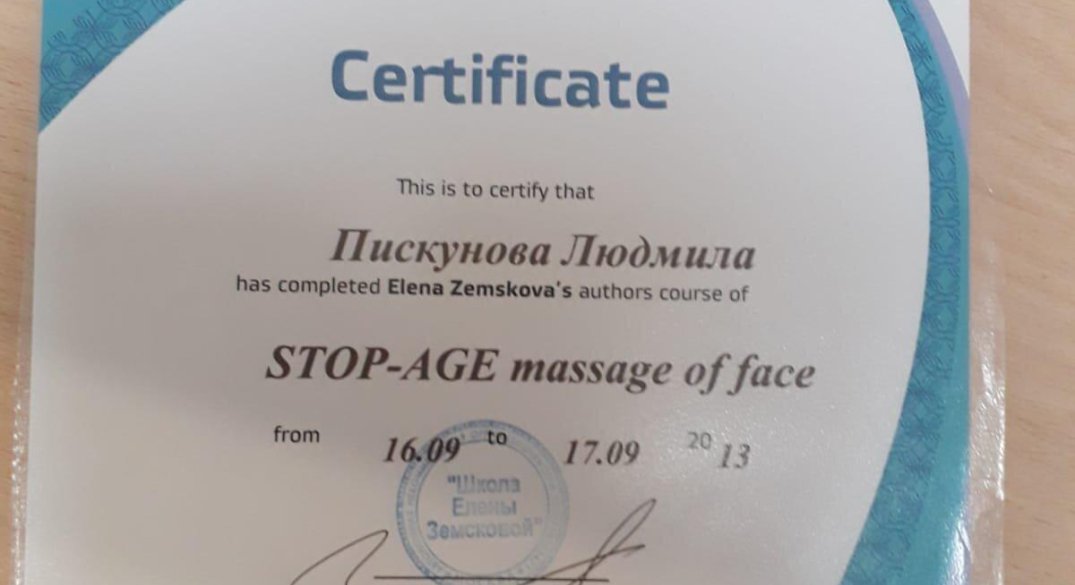 Certificate
This is to certify that
Пискунова Людмила
has completed Elena Zemskova's authors course of
STOP-AGE massage of face
from 16.09 to 17.09 2013
"Школа
Елены
Земсковой"